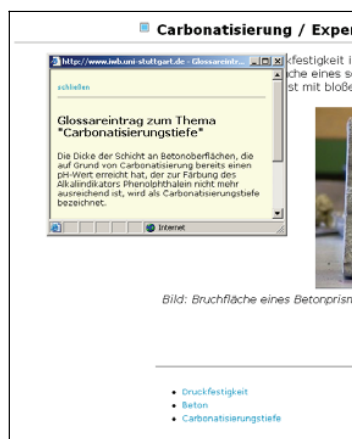 Carbonatisierung / Exper
http://www.iwb.uni-stuttgart.de - Glossareintr...
kfestigkeit i
che eines s
st mit bloße
schließen
Glossareintrag zum Thema
"Carbonatisierungstiefe"
Die Dicke der Schicht an Betonoberflächen, die
auf Grund von Carbonatisierung bereits einen
pH-Wert erreicht hat, der zur Färbung des
Alkaliindikators Phenolphthalein nicht mehr
ausreichend ist, wird als Carbonatisierungstiefe
bezeichnet.
Internet
Bild: Bruchfläche eines Betonprism
Druckfestigkeit
Beton
Carbonatisierungstiefe